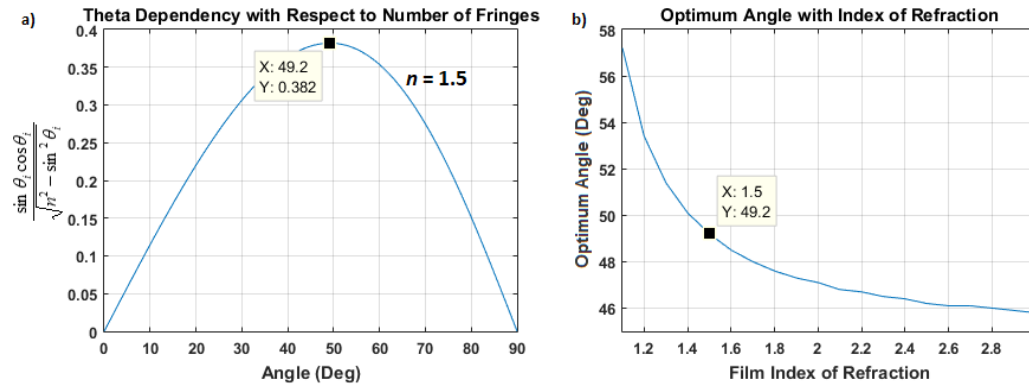 a)
Theta Dependency with Respect to Number of Fringes
0.4
0.35
0.3
0.25
0.2
0.15
0.1
0.05
0
X: 49.2
Y: 0.382
n = 1.5
sin θᵢ cos θᵢ
√n² − sin² θᵢ
0 10 20 30 40 50 60 70 80 90
Angle (Deg)
b)
Optimum Angle with Index of Refraction
58
56
54
52
50
48
46
Optimum Angle (Deg)
X: 1.5
Y: 49.2
1.2 1.4 1.6 1.8 2 2.2 2.4 2.6 2.8
Film Index of Refraction